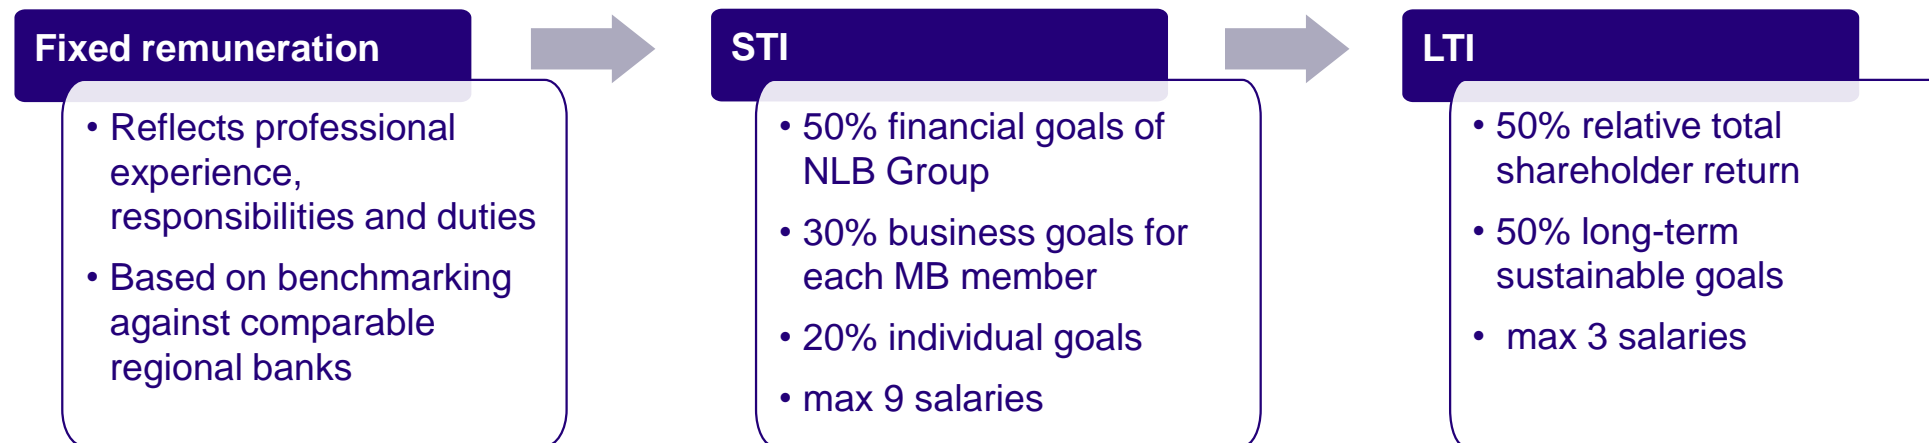 Fixed remuneration
• Reflects professional
experience,
responsibilities and duties
• Based on benchmarking
against comparable
regional banks
STI
• 50% financial goals of
NLB Group
• 30% business goals for
each MB member
• 20% individual goals
• max 9 salaries
LTI
• 50% relative total
shareholder return
• 50% long-term
sustainable goals
• max 3 salaries